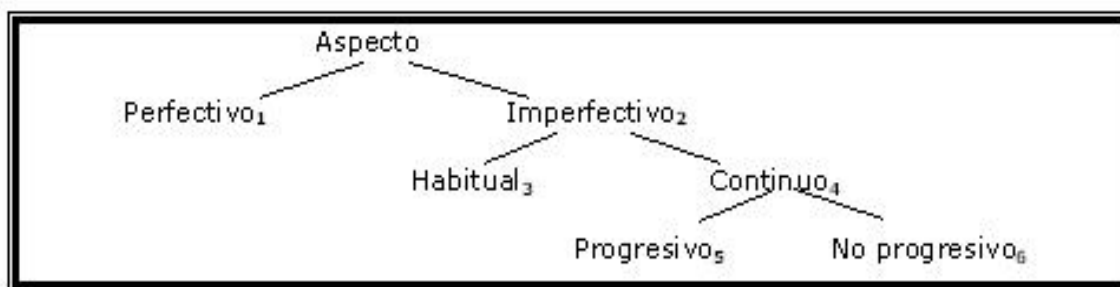 Aspecto
Perfectivo₁ Imperfectivo₂
Habitual₃ Continuo₄
Progresivo₅ No progresivo₆